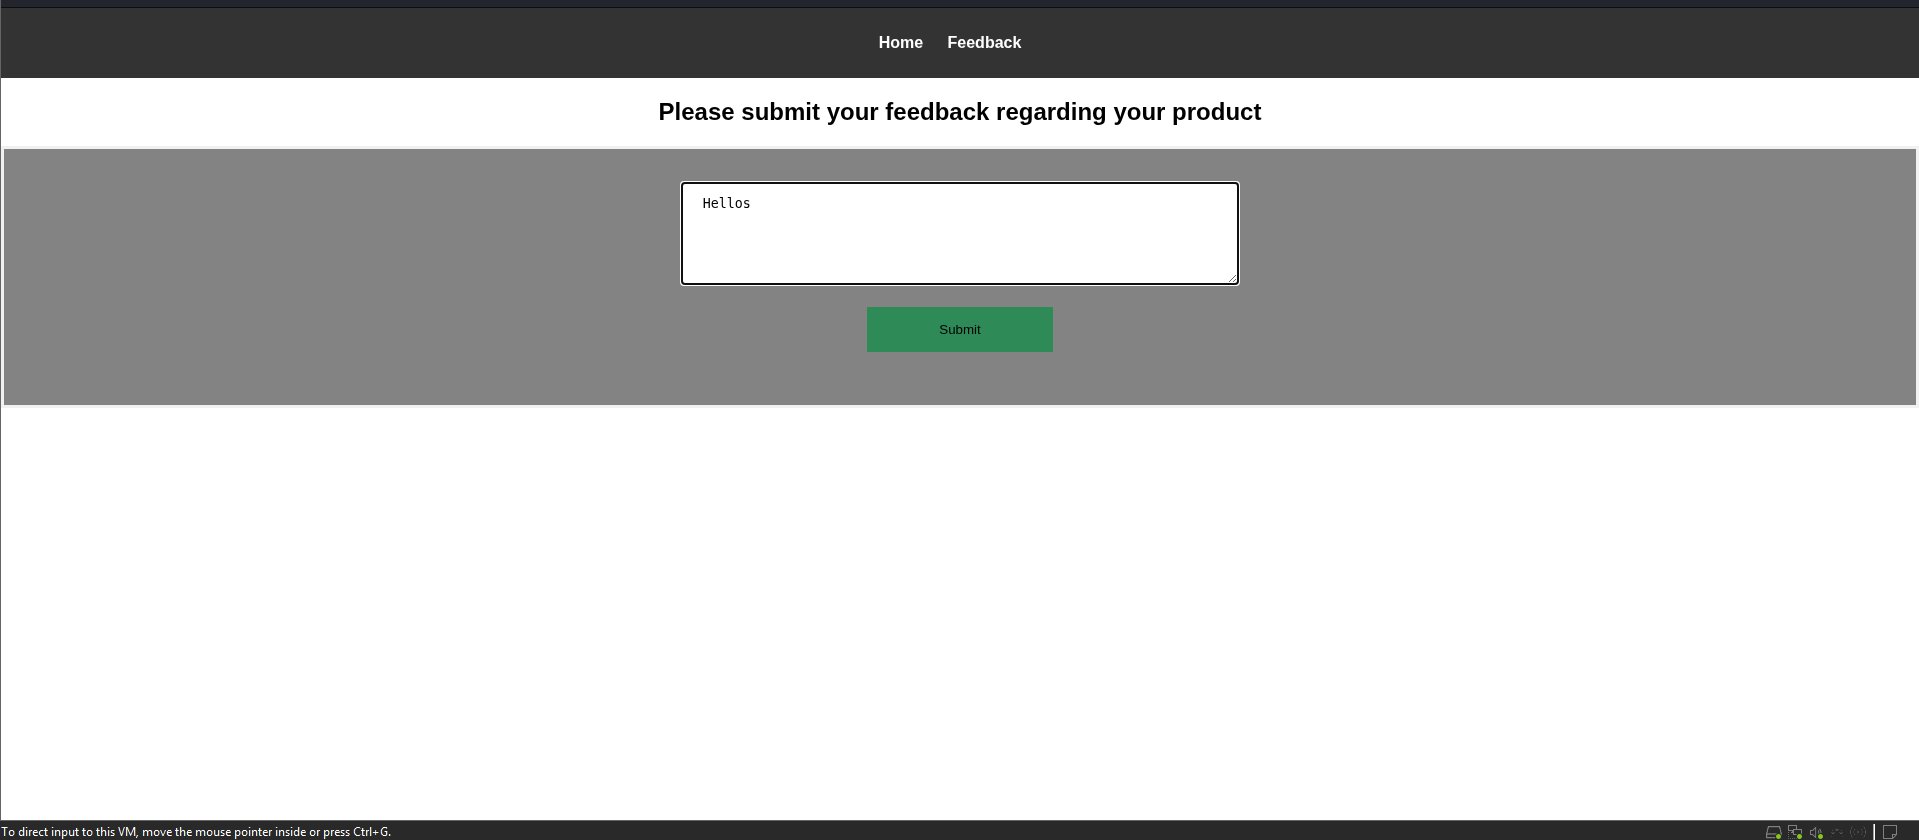 Home Feedback
Please submit your feedback regarding your product
Hellos
Submit
To direct input to this VM, move the mouse pointer inside or press Ctrl+G.